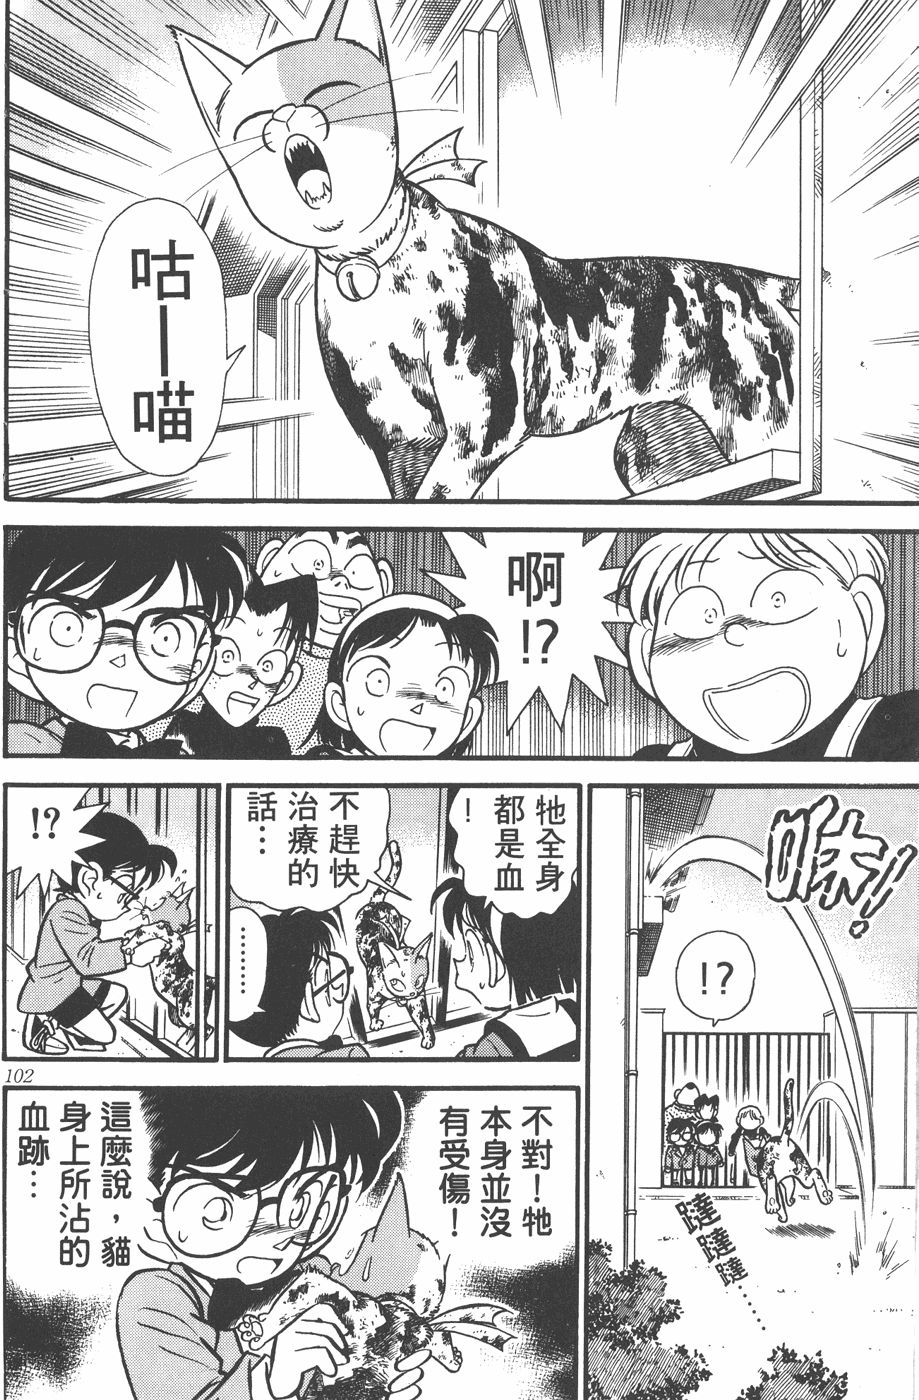 咕ー喵
啊!?
咻!
!?
躂躂躂……
牠全身
都是血
!
不趕快
治療的
話…
………
!?
不對!牠
本身並沒
有受傷!
這麼說,貓
身上所沾的
血跡…
102